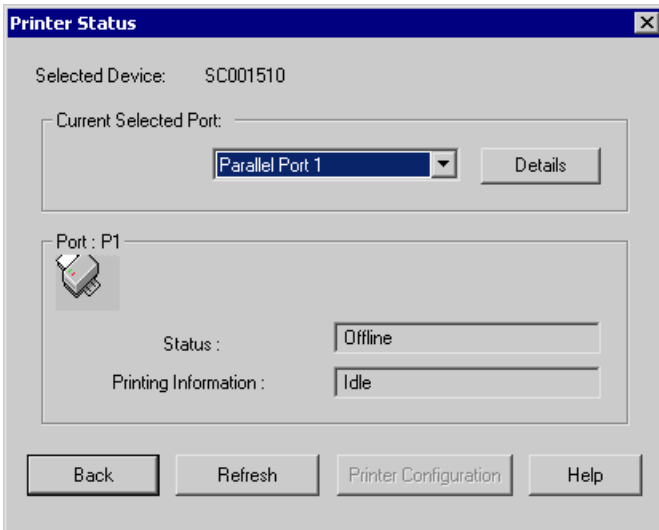 Printer Status
Selected Device: SC001510
Current Selected Port:
Parallel Port 1 Details
Port : P1
Status : Offline
Printing Information : Idle
Back Refresh Printer Configuration Help